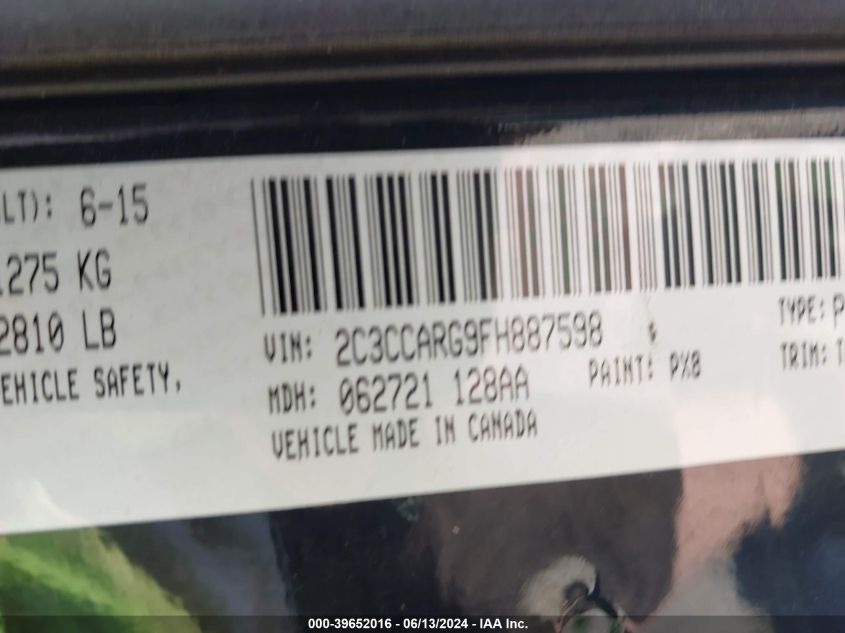 LT): 6-15
275 KG
2810 LB
EHICLE SAFETY,
VIN: 2C3CCARG9FH887598
MDH: 062721 128AA
PAINT: PX8
VEHICLE MADE IN CANADA
TYPE: P
TRIM: T
000-39652016 - 06/13/2024 - IAA Inc.